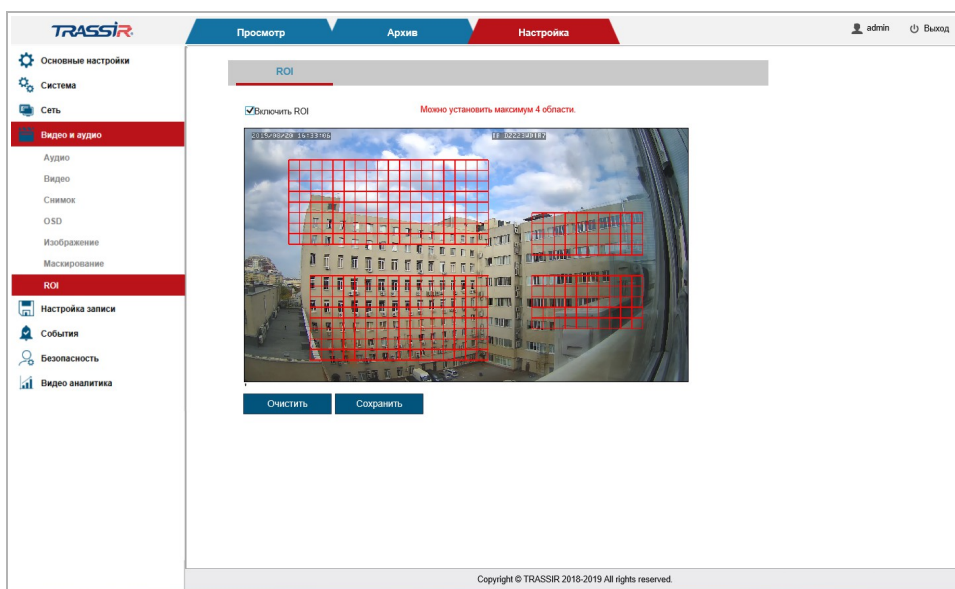 TRASSIR
Просмотр
Архив
Настройка
admin
Выход
Основные настройки
Система
Сеть
Видео и аудио
Аудио
Видео
Снимок
OSD
Изображение
Маскирование
ROI
Настройка записи
События
Безопасность
Видео аналитика
ROI
Включить ROI
Можно установить максимум 4 области.
Очистить
Сохранить
Copyright © TRASSIR 2018-2019 All rights reserved.